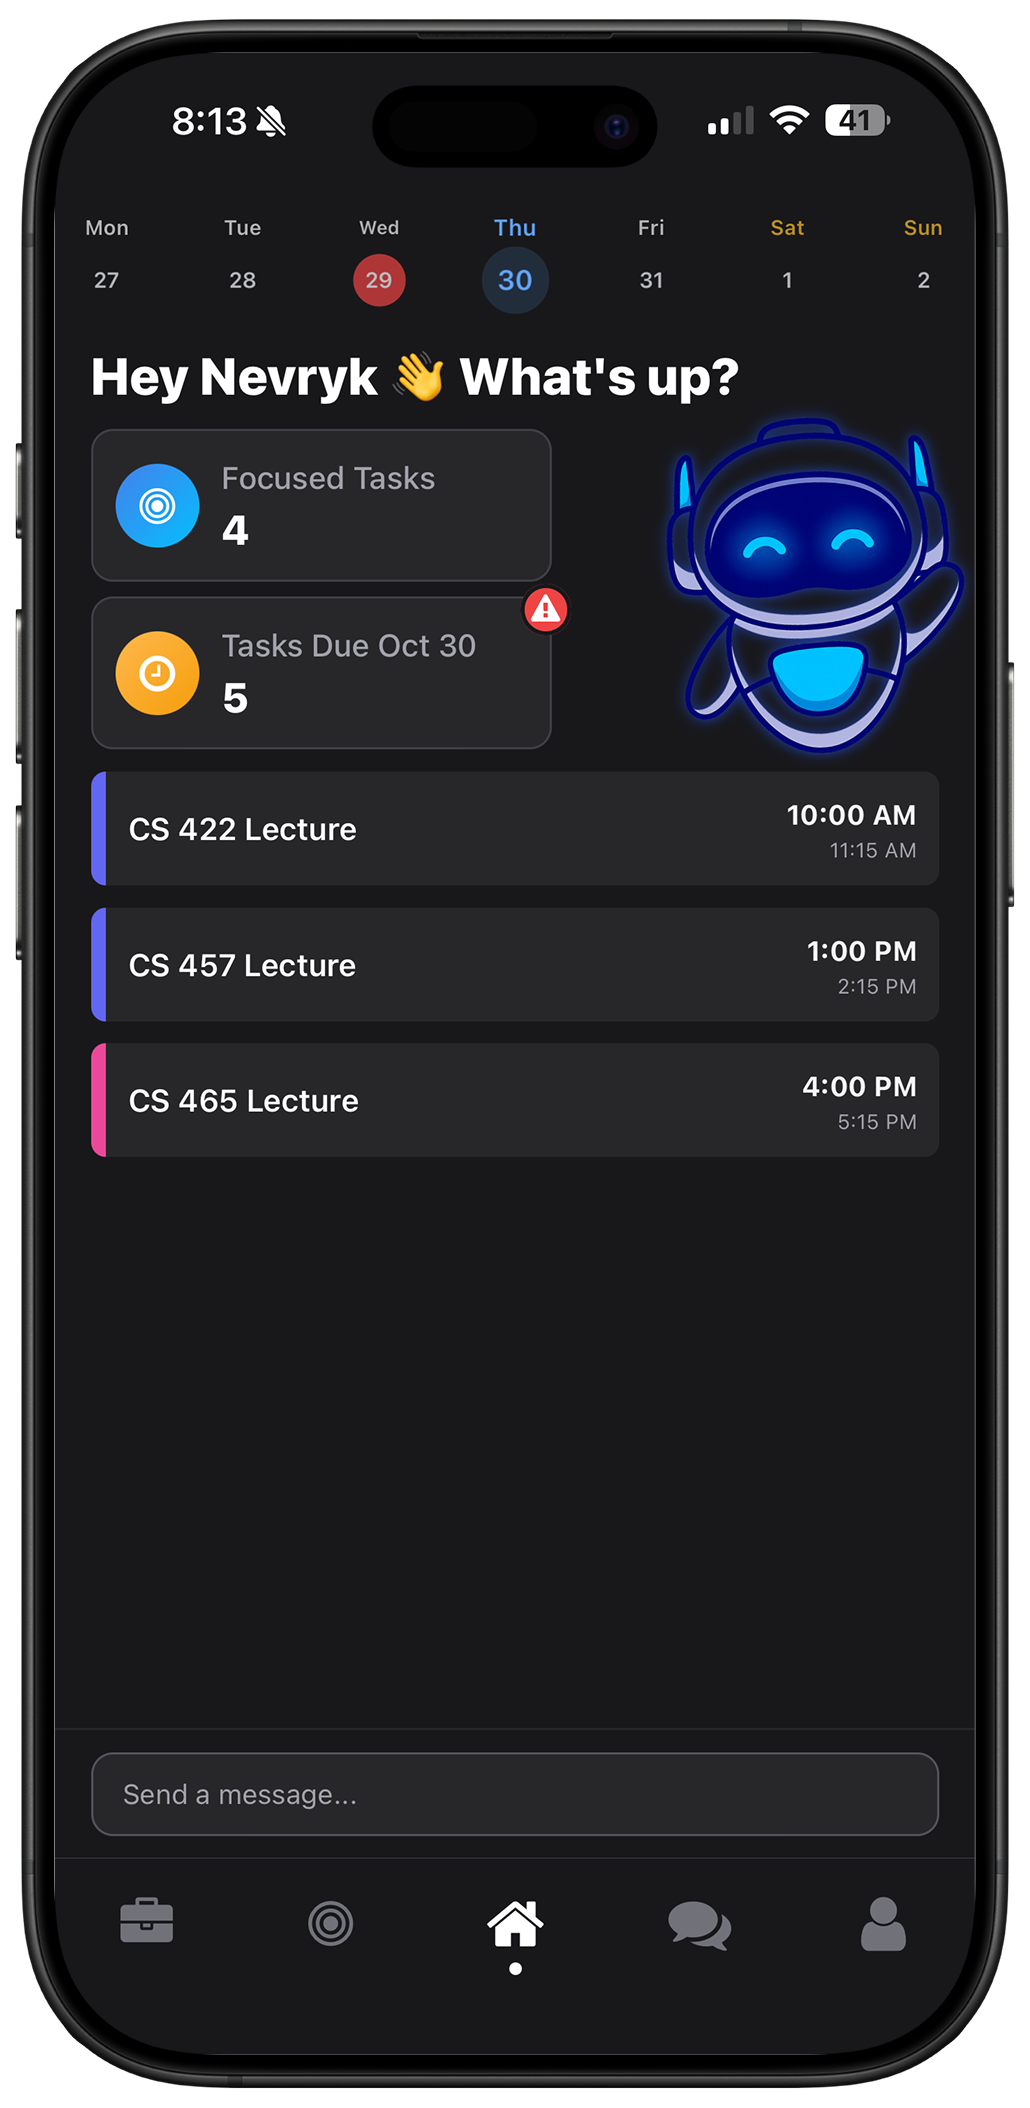 8:13 41
Mon Tue Wed Thu Fri Sat Sun
27 28 29 30 31 1 2
Hey Nevryk 👋 What's up?
Focused Tasks
4
Tasks Due Oct 30
5
CS 422 Lecture
10:00 AM
11:15 AM
CS 457 Lecture
1:00 PM
2:15 PM
CS 465 Lecture
4:00 PM
5:15 PM
Send a message...